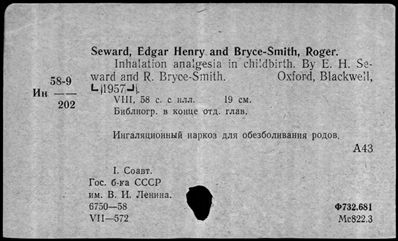 Seward, Edgar Henry and Bryce-Smith, Roger.
Inhalation analgesia in childbirth. By E. H. Se-
ward and R. Bryce-Smith. Oxford, Blackwell,
[1957].
Ин 58-9
202
VIII, 58 с. с илл. 19 см.
Библиогр. в конце отд. глав.
Ингаляционный наркоз для обезболивания родов.
А43
I. Соавт.
Гос. б-ка СССР
им. В. И. Ленина.
6750—58
VII—572
Ф732.681
Ме822.3